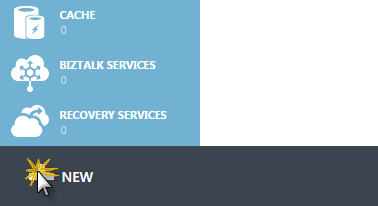 CACHE
0
BIZTALK SERVICES
0
RECOVERY SERVICES
0
NEW